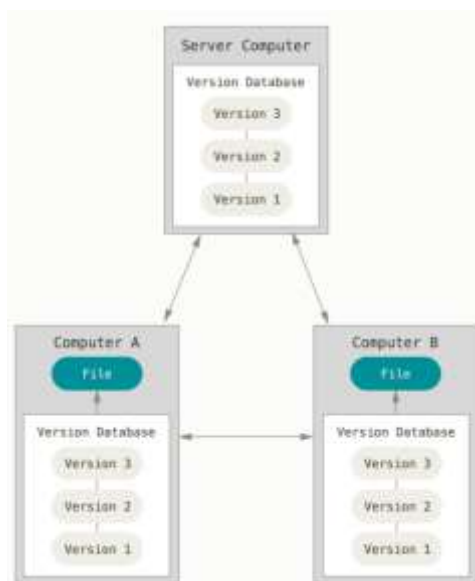 Server Computer
Version Database
Version 3
Version 2
Version 1
Computer A
File
Version Database
Version 3
Version 2
Version 1
Computer B
File
Version Database
Version 3
Version 2
Version 1